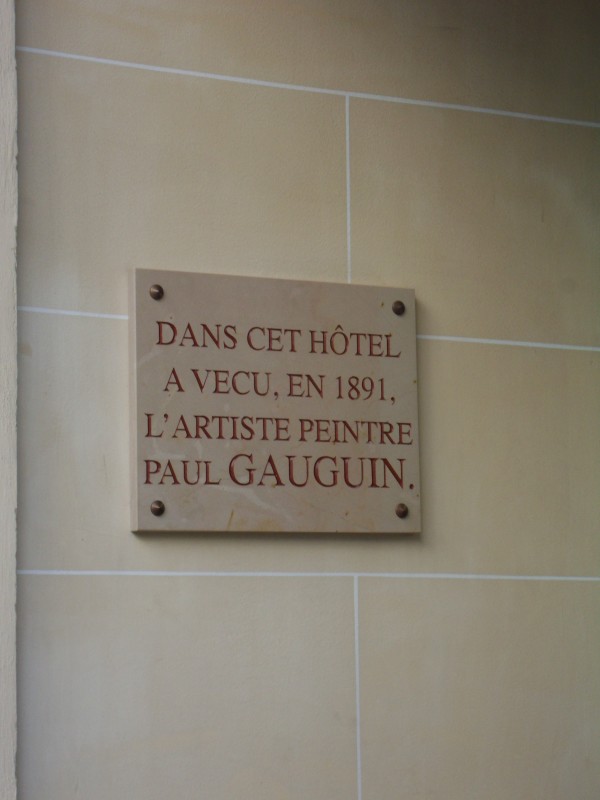 DANS CET HÔTEL
A VECU, EN 1891,
L'ARTISTE PEINTRE
PAUL GAUGUIN.